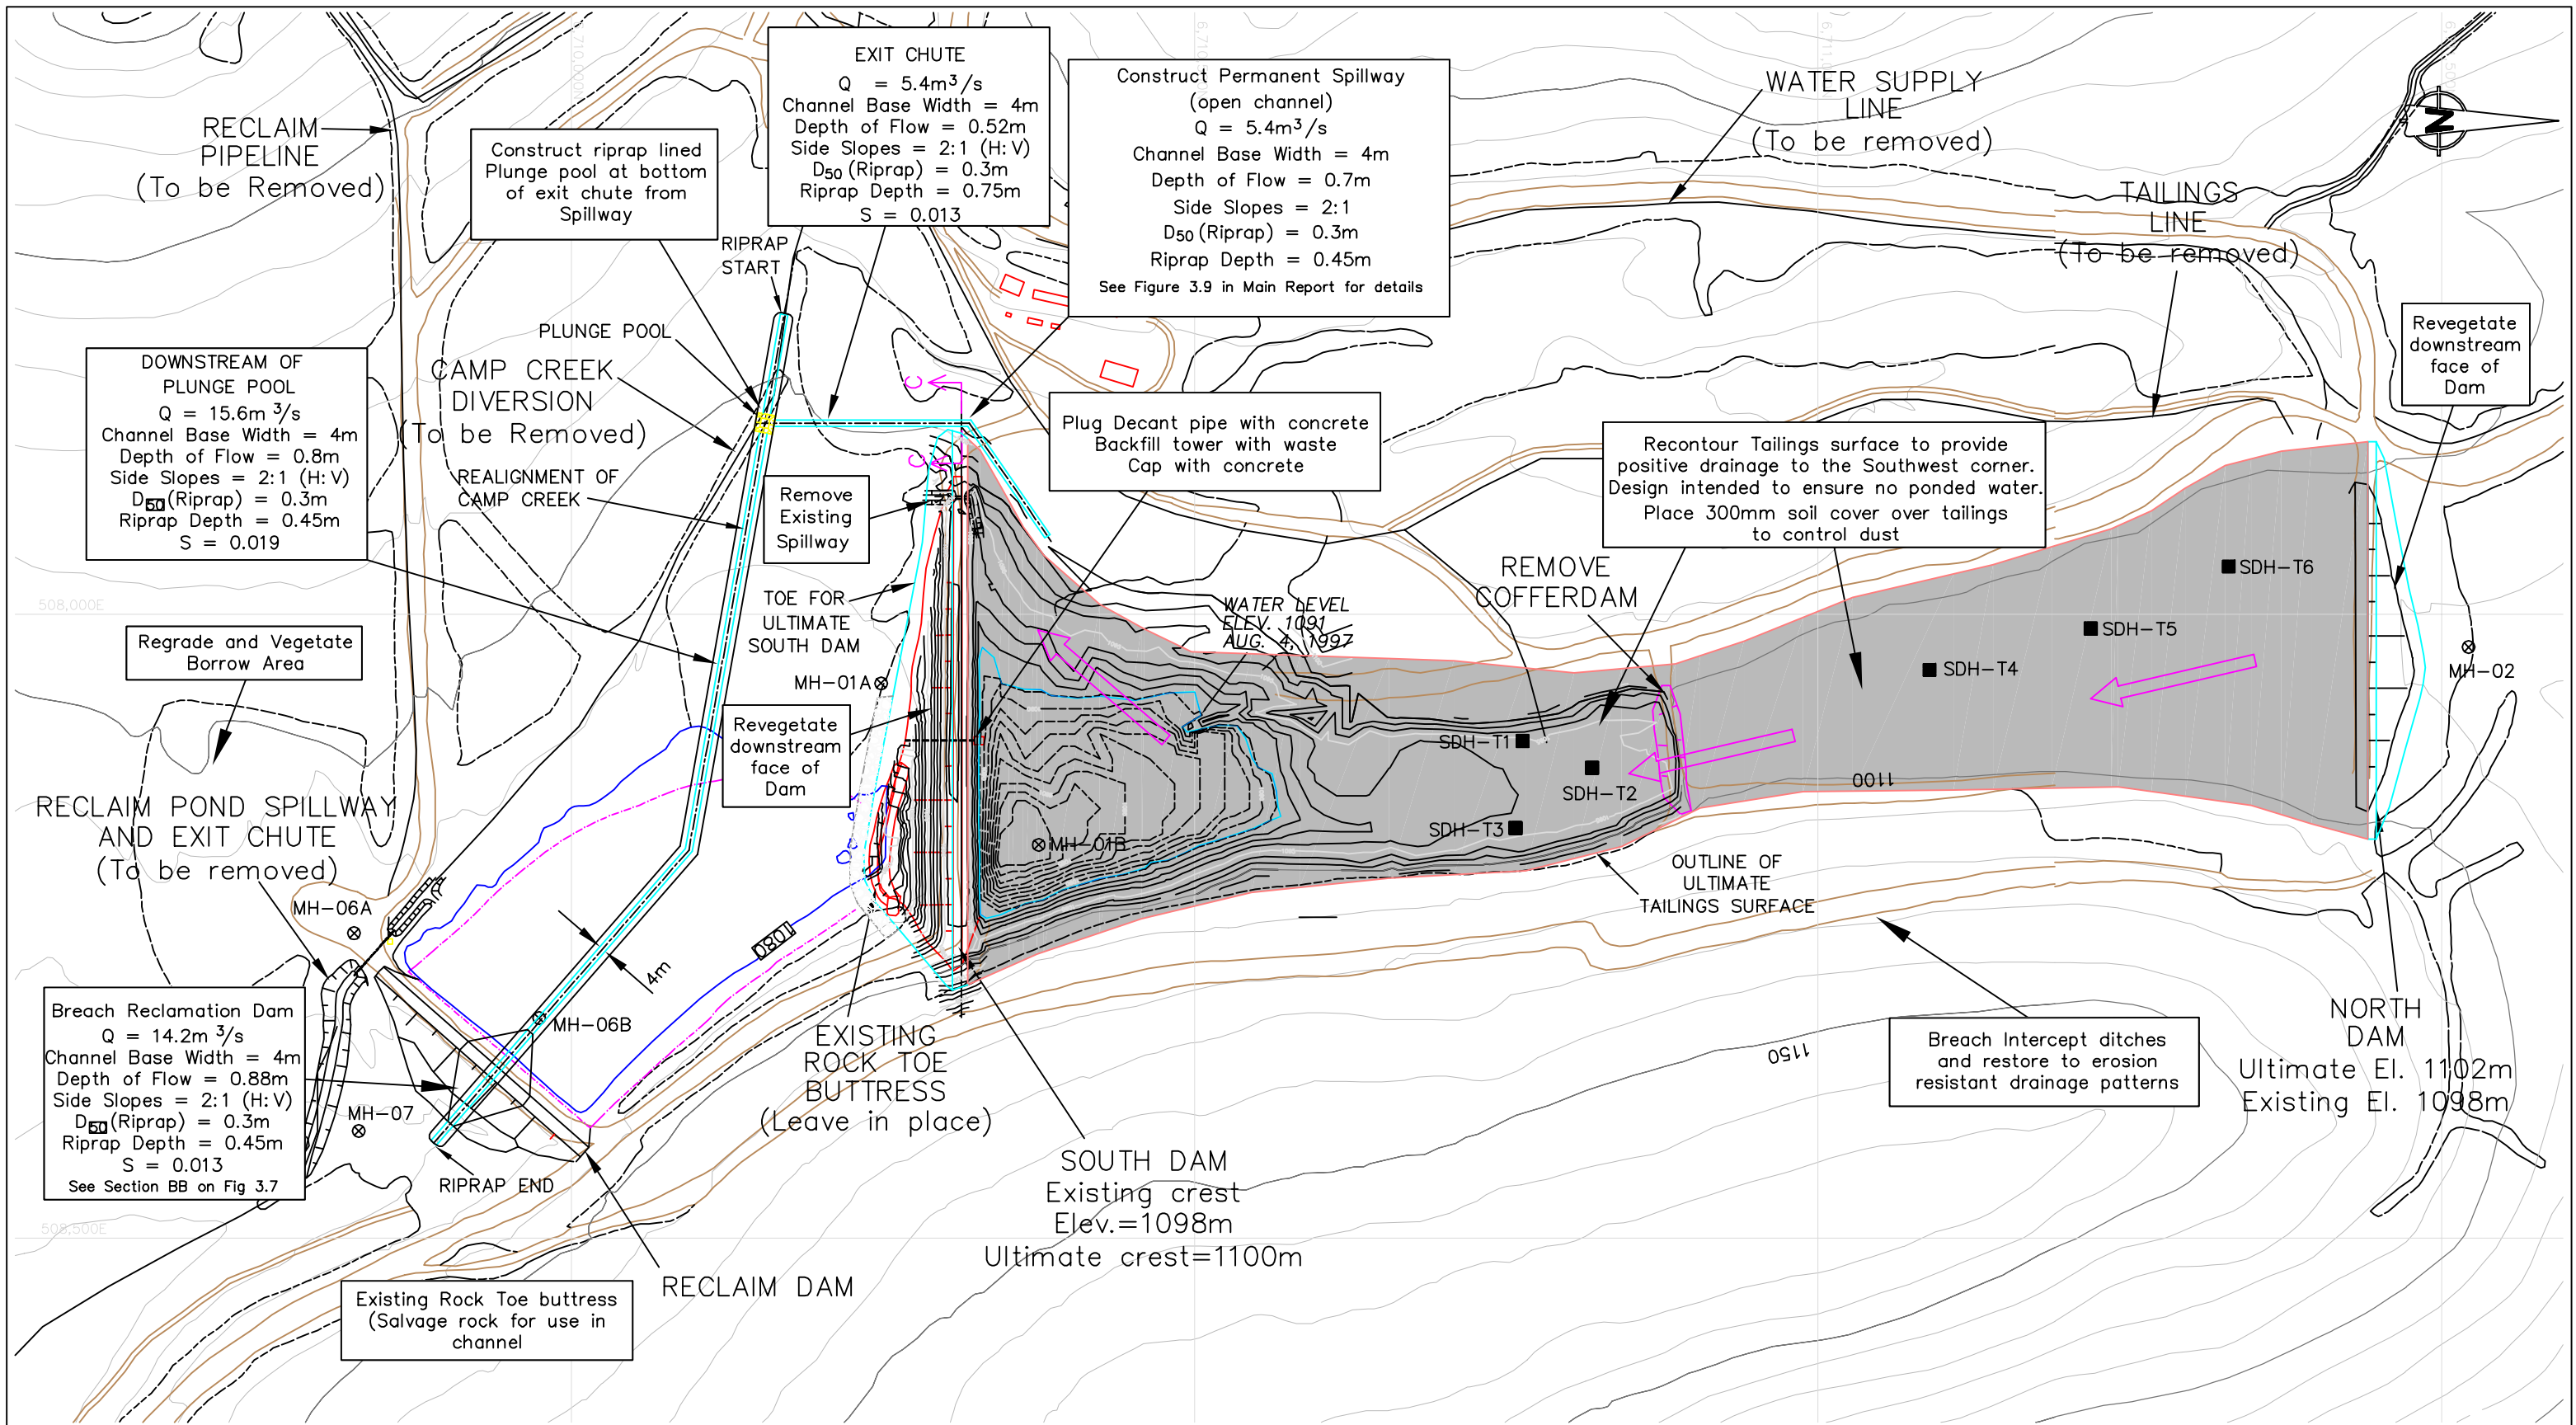 EXIT CHUTE
Q = 5.4m³/s
Channel Base Width = 4m
Depth of Flow = 0.52m
Side Slopes = 2:1 (H:V)
D50 (Riprap) = 0.3m
Riprap Depth = 0.75m
S = 0.013
Construct Permanent Spillway
(open channel)
Q = 5.4m³/s
Channel Base Width = 4m
Depth of Flow = 0.7m
Side Slopes = 2:1
D50 (Riprap) = 0.3m
Riprap Depth = 0.45m
See Figure 3.9 in Main Report for details
WATER SUPPLY
LINE
(To be removed)
N
TAILINGS
LINE
(To be removed)
RECLAIM
PIPELINE
(To be Removed)
Construct riprap lined
Plunge pool at bottom
of exit chute from
Spillway
RIPRAP
START
PLUNGE POOL
CAMP CREEK
DIVERSION
(To be Removed)
REALIGNMENT OF
CAMP CREEK
DOWNSTREAM OF
PLUNGE POOL
Q = 15.6m³/s
Channel Base Width = 4m
Depth of Flow = 0.8m
Side Slopes = 2:1 (H:V)
D50 (Riprap) = 0.3m
Riprap Depth = 0.45m
S = 0.019
C
C
Remove
Existing
Spillway
Plug Decant pipe with concrete
Backfill tower with waste
Cap with concrete
Recontour Tailings surface to provide
positive drainage to the Southwest corner.
Design intended to ensure no ponded water.
Place 300mm soil cover over tailings
to control dust
Revegetate
downstream
face of
Dam
508,000E
Regrade and Vegetate
Borrow Area
TOE FOR
ULTIMATE
SOUTH DAM
MH-01A
WATER LEVEL
ELEV. 1091
AUG. 4, 1997
REMOVE
COFFERDAM
SDH-T6
SDH-T5
SDH-T4
MH-02
Revegetate
downstream
face of
Dam
SDH-T1
SDH-T2
SDH-T3
1100
MH-01B
RECLAIM POND SPILLWAY
AND EXIT CHUTE
(To be removed)
MH-06A
1080
4m
MH-06B
OUTLINE OF
ULTIMATE
TAILINGS SURFACE
Breach Reclamation Dam
Q = 14.2m³/s
Channel Base Width = 4m
Depth of Flow = 0.88m
Side Slopes = 2:1 (H:V)
D50 (Riprap) = 0.3m
Riprap Depth = 0.45m
S = 0.013
See Section BB on Fig 3.7
MH-07
RIPRAP END
EXISTING
ROCK TOE
BUTTRESS
(Leave in place)
1150
Breach Intercept ditches
and restore to erosion
resistant drainage patterns
NORTH
DAM
Ultimate El. 1102m
Existing El. 1098m
SOUTH DAM
Existing crest
Elev.=1098m
Ultimate crest=1100m
508,500E
RECLAIM DAM
Existing Rock Toe buttress
(Salvage rock for use in
channel